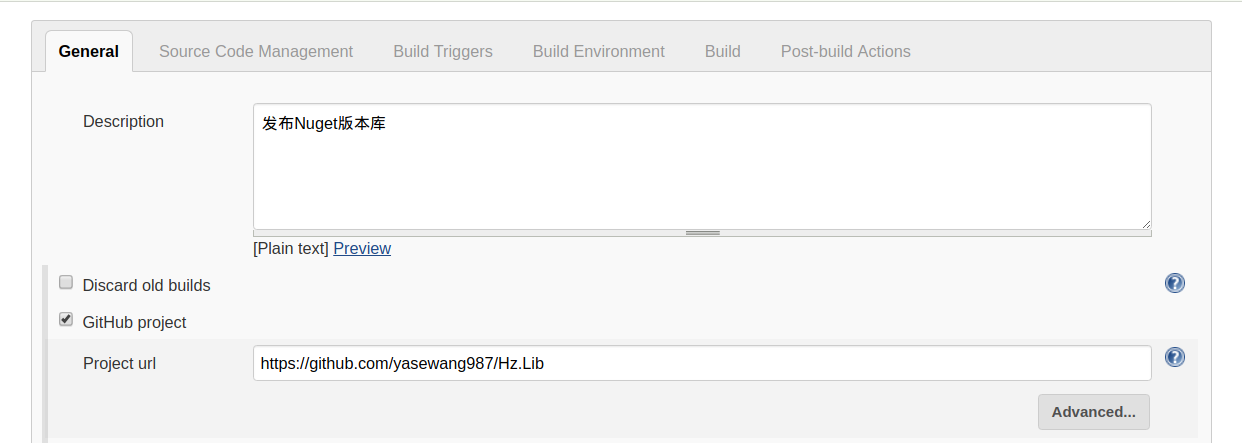 General Source Code Management Build Triggers Build Environment Build Post-build Actions
Description 发布Nuget版本库
[Plain text] Preview
Discard old builds
GitHub project
Project url https://github.com/yasewang987/Hz.Lib
Advanced...